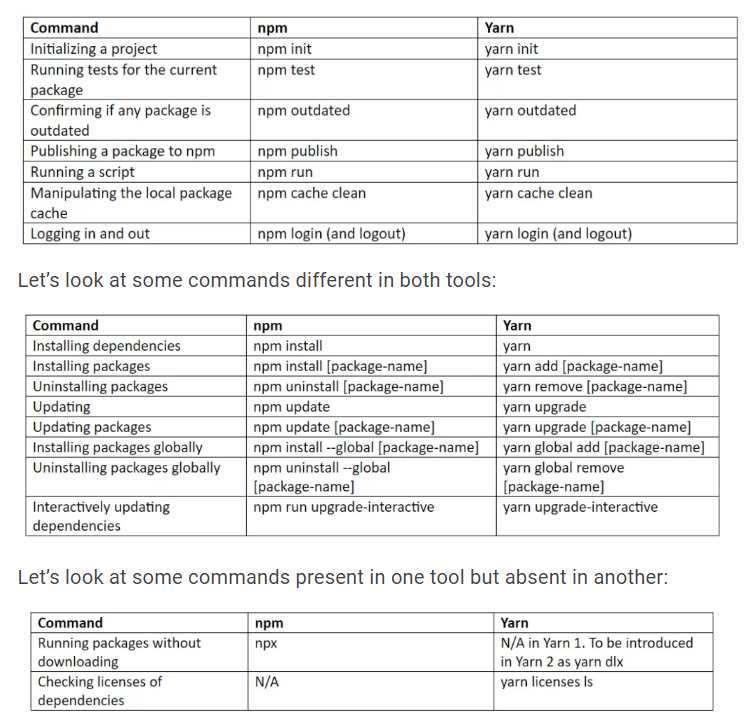 Command npm Yarn
Initializing a project npm init yarn init
Running tests for the current npm test yarn test
package
Confirming if any package is npm outdated yarn outdated
outdated
Publishing a package to npm npm publish yarn publish
Running a script npm run yarn run
Manipulating the local package npm cache clean yarn cache clean
cache
Logging in and out npm login (and logout) yarn login (and logout)
Let’s look at some commands different in both tools:
Command npm Yarn
Installing dependencies npm install yarn
Installing packages npm install [package-name] yarn add [package-name]
Uninstalling packages npm uninstall [package-name] yarn remove [package-name]
Updating npm update yarn upgrade
Updating packages npm update [package-name] yarn upgrade [package-name]
Installing packages globally npm install --global [package-name] yarn global add [package-name]
Uninstalling packages globally npm uninstall --global yarn global remove
[package-name] [package-name]
Interactively updating npm run upgrade-interactive yarn upgrade-interactive
dependencies
Let’s look at some commands present in one tool but absent in another:
Command npm Yarn
Running packages without npx N/A in Yarn 1. To be introduced
downloading in Yarn 2 as yarn dlx
Checking licenses of N/A yarn licenses ls
dependencies